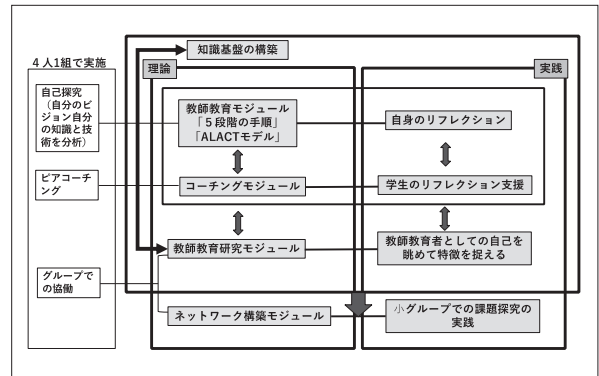 知識基盤の構築
4人1組で実施
理論
実践
自己探究
(自分のビ
ジョン自分
の知識と技
術を分析)
教師教育モジュール
「5段階の手順」
「ALACTモデル」
自身のリフレクション
ピアコーチ
ング
コーチングモジュール
学生のリフレクション支援
教師教育研究モジュール
教師教育者としての自己を
眺めて特徴を捉える
グループで
の協働
ネットワーク構築モジュール
小グループでの課題探究の
実践